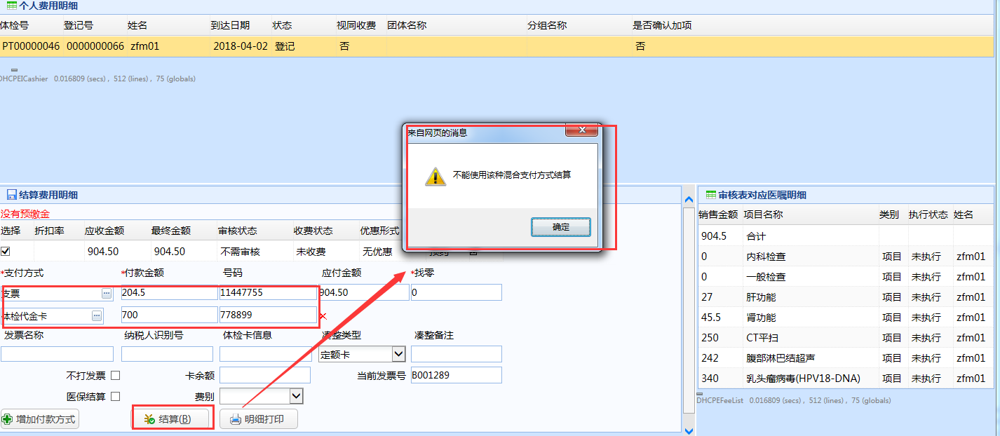 个人费用明细
体检号 登记号 姓名 到达日期 状态 视同收费 团体名称 分组名称 是否确认加项
PT00000046 0000000066 zfm01 2018-04-02 登记 否 否
DHCPEICashier 0.016809 (secs) , 512 (lines) , 75 (globals)
来自网页的消息
不能使用该种混合支付方式结算
确定
结算费用明细
没有预缴金
选择 折扣率 应收金额 最终金额 审核状态 收费状态 优惠形式
904.50 904.50 不需审核 未收费 无优惠
*支付方式 *付款金额 号码 应付金额 *找零
支票 204.5 11447755 904.50 0
体检代金卡 700 778899
发票名称 纳税人识别号 体检卡信息 凑整类型 凑整备注
定额卡
不打发票 卡余额 当前发票号 B001289
医保结算 费别
增加付款方式 结算(B) 明细打印
审核表对应医嘱明细
销售金额 项目名称 类别 执行状态 姓名
904.5 合计
0 内科检查 项目 未执行 zfm01
0 一般检查 项目 未执行 zfm01
27 肝功能 项目 未执行 zfm01
45.5 肾功能 项目 未执行 zfm01
250 CT平扫 项目 未执行 zfm01
242 腹部淋巴结超声 项目 未执行 zfm01
340 乳头瘤病毒(HPV18-DNA) 项目 未执行 zfm01
DHCPEFeeList 0.016809 (secs) , 512 (lines) , 75 (globals)